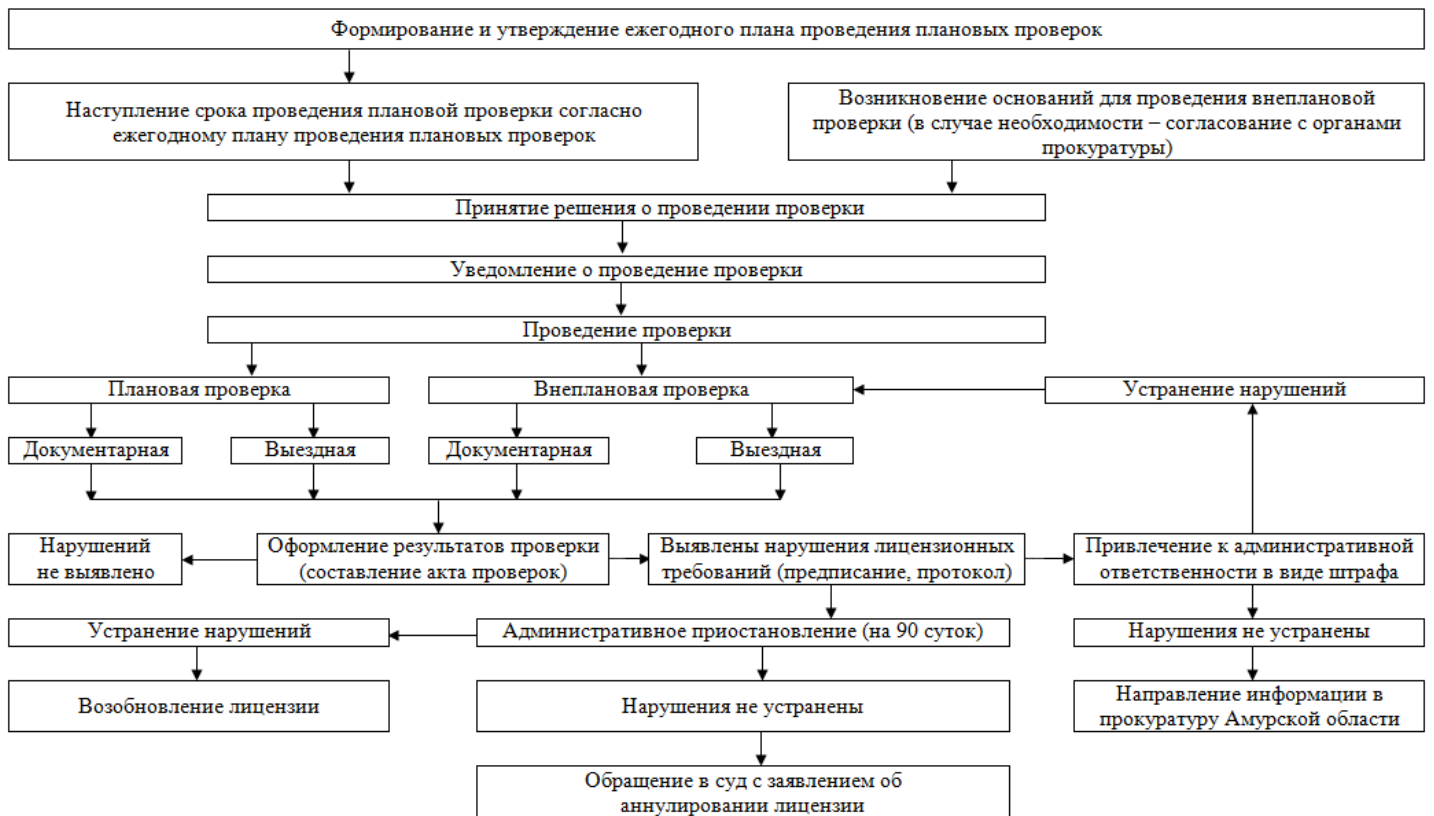 Формирование и утверждение ежегодного плана проведения плановых проверок
Наступление срока проведения плановой проверки согласно
ежегодному плану проведения плановых проверок
Возникновение оснований для проведения внеплановой
проверки (в случае необходимости – согласование с органами
прокуратуры)
Принятие решения о проведении проверки
Уведомление о проведение проверки
Проведение проверки
Плановая проверка
Внеплановая проверка
Устранение нарушений
Документарная
Выездная
Документарная
Выездная
Нарушений
не выявлено
Оформление результатов проверки
(составление акта проверок)
Выявлены нарушения лицензионных
требований (предписание, протокол)
Привлечение к административной
ответственности в виде штрафа
Устранение нарушений
Административное приостановление (на 90 суток)
Нарушения не устранены
Возобновление лицензии
Нарушения не устранены
Направление информации в
прокуратуру Амурской области
Обращение в суд с заявлением об
аннулировании лицензии